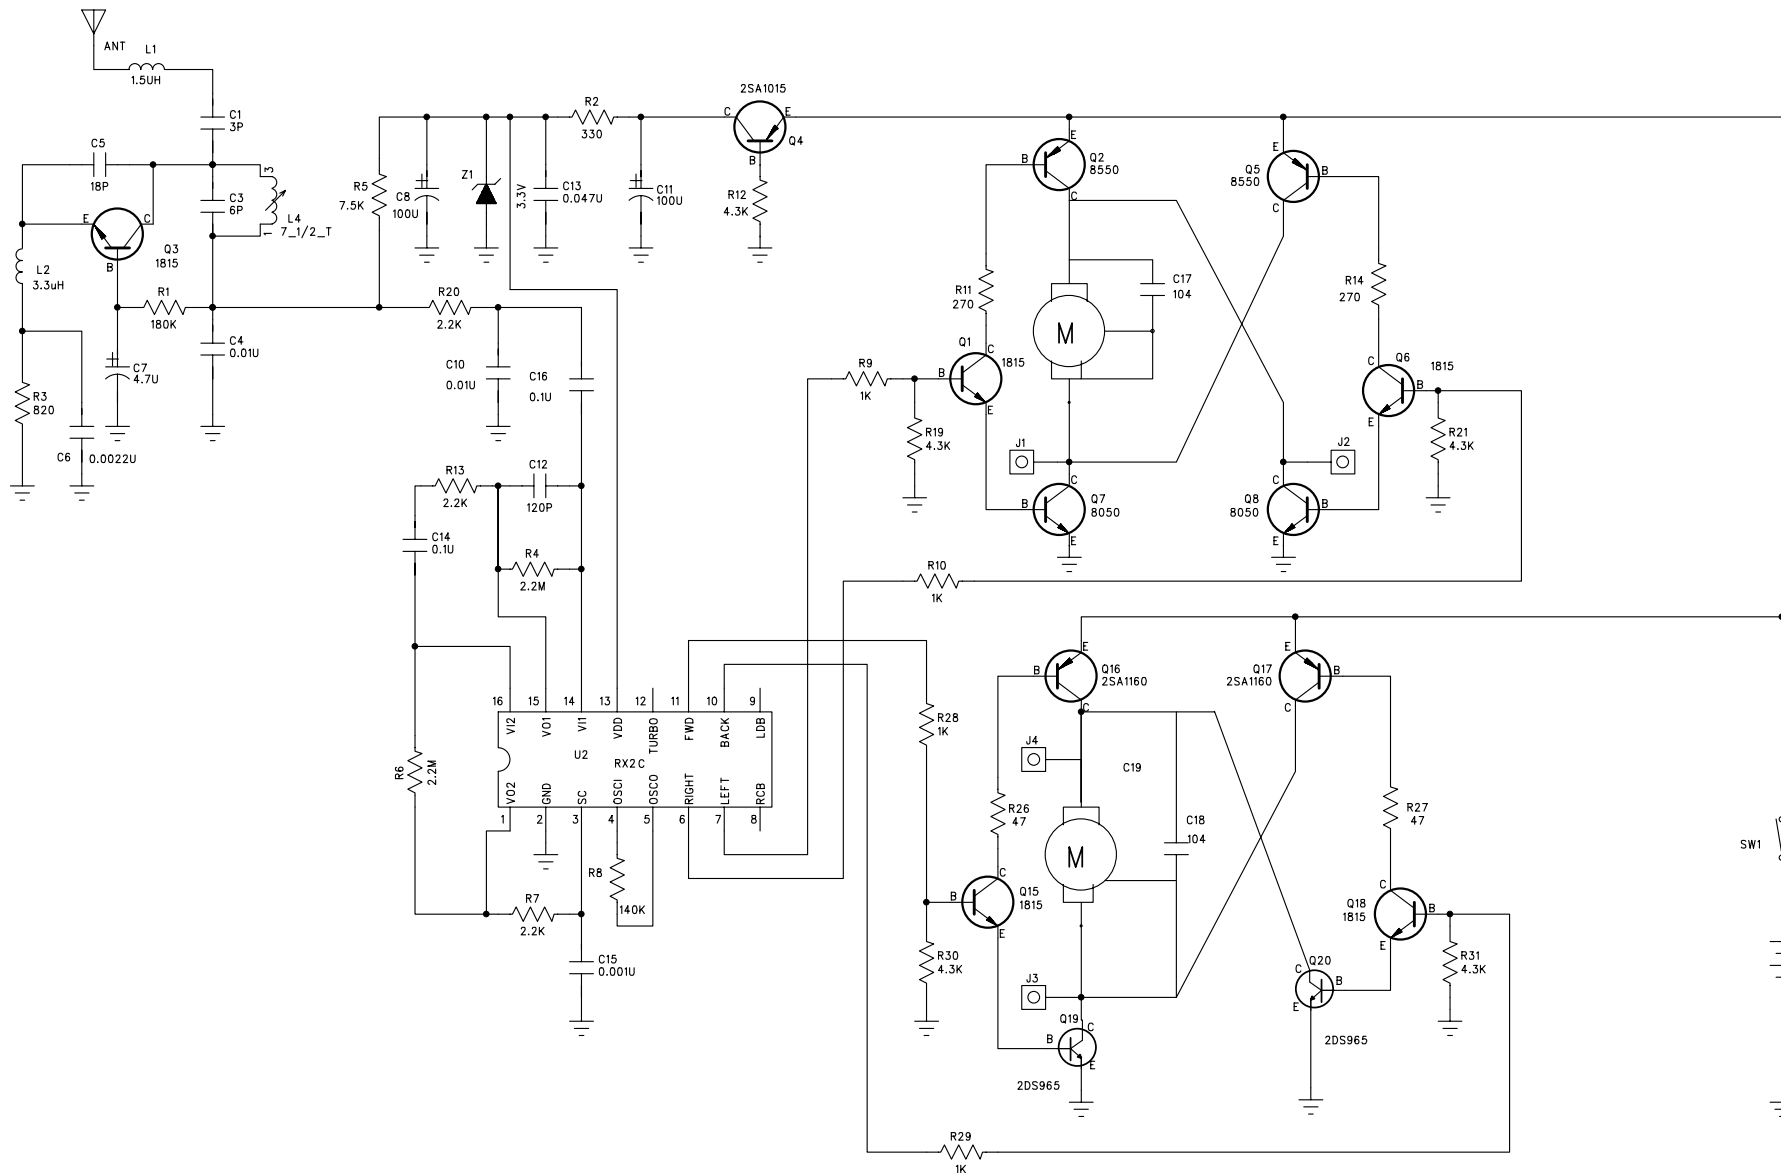 ANT
L1
1.5UH
C1
3P
C5
18P
C3
6P
3
L4
7_1/2_T
1
E
C
B
Q3
1815
L2
3.3uH
R1
180K
C4
0.01U
C7
4.7U
R3
820
C6
0.0022U
R5
7.5K
C8
100U
Z1
3.3V
C13
0.047U
R2
330
C11
100U
2SA1015
C
E
B
Q4
R12
4.3K
R20
2.2K
C10
0.01U
C16
0.1U
R13
2.2K
C12
120P
C14
0.1U
R4
2.2M
R6
2.2M
16
15
14
13
12
11
10
9
VI2
VO1
VI1
VDD
TURBO
FWD
BACK
LDB
U2
RX2C
VO2
GND
SC
OSCI
OSCO
RIGHT
LEFT
RCB
1
2
3
4
5
6
7
8
R8
140K
R7
2.2K
C15
0.001U
E
B
Q2
8550
C
E
Q5
8550
B
C
R11
270
C17
104
R14
270
M
Q1
1815
C
B
E
R9
1K
R19
4.3K
Q6
1815
C
B
E
R21
4.3K
J1
J2
C
Q7
8050
B
E
C
Q8
8050
B
E
R10
1K
E
Q16
2SA1160
B
C
E
Q17
2SA1160
B
C
R28
1K
J4
C19
R26
47
C18
104
R27
47
M
SW1
C
Q15
1815
B
E
C
Q18
1815
B
E
R30
4.3K
R31
4.3K
J3
Q19
C
B
E
2DS965
Q20
C
B
E
2DS965
R29
1K